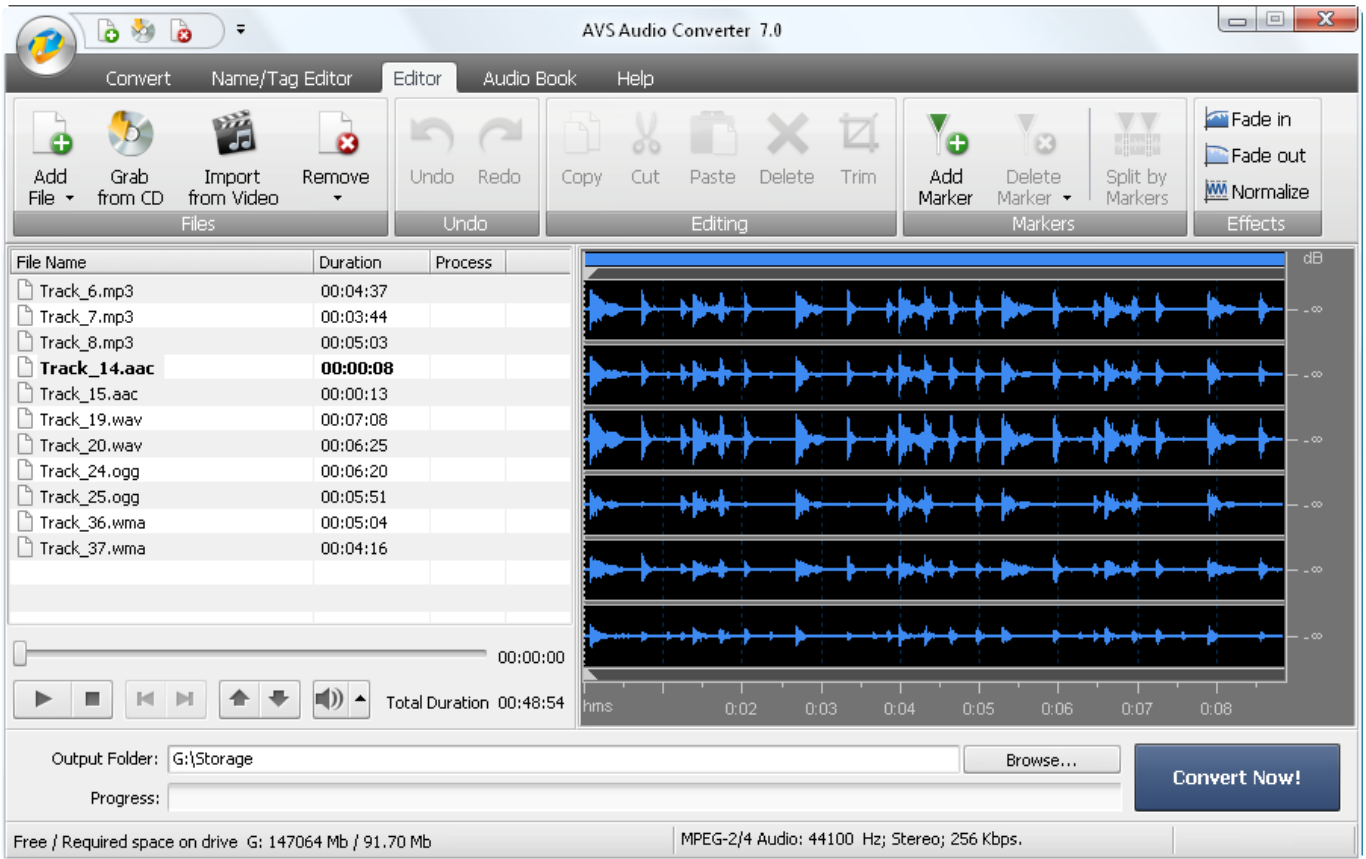 AVS Audio Converter 7.0
Convert Name/Tag Editor Editor Audio Book Help
Add File
Grab from CD
Import from Video
Remove
Undo
Redo
Copy
Cut
Paste
Delete
Trim
Add Marker
Delete Marker
Split by Markers
Fade in
Fade out
Normalize
Files
Undo
Editing
Markers
Effects
File Name Duration Process
Track_6.mp3 00:04:37
Track_7.mp3 00:03:44
Track_8.mp3 00:05:03
Track_14.aac 00:00:08
Track_15.aac 00:00:13
Track_19.wav 00:07:08
Track_20.wav 00:06:25
Track_24.ogg 00:06:20
Track_25.ogg 00:05:51
Track_36.wma 00:05:04
Track_37.wma 00:04:16
00:00:00
Total Duration 00:48:54
dB
-∞
-∞
-∞
-∞
-∞
-∞
hms 0:02 0:03 0:04 0:05 0:06 0:07 0:08
Output Folder: G:\Storage Browse...
Convert Now!
Progress:
Free / Required space on drive G: 147064 Mb / 91.70 Mb
MPEG-2/4 Audio: 44100 Hz; Stereo; 256 Kbps.